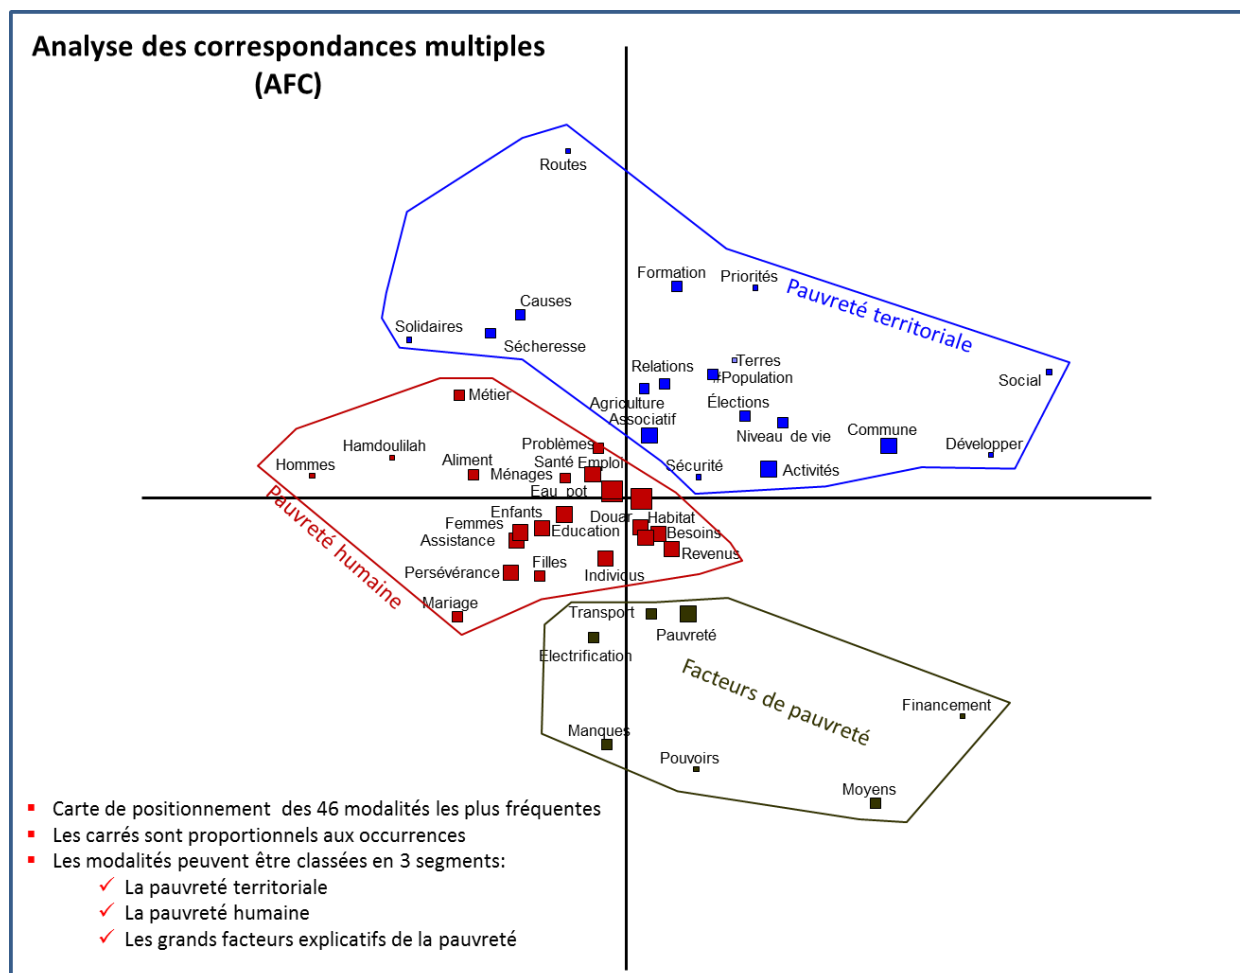 Analyse des correspondances multiples
(AFC)
Routes
Formation
Priorités
Pauvreté territoriale
Causes
Solidaires
Sécheresse
Terres
Relations
#Population
Social
Métier
Agriculture
Élections
Associatif
Niveau de vie
Commune
Développer
Problèmes
Hamdoulilah
Hommes
Aliment
Ménages
Santé
Emploi
Sécurité
Activités
Eau pot
Pauvreté humaine
Enfants
Douar
Habitat
Femmes
Education
Besoins
Assistance
Revenus
Persévérance
Filles
Individus
Mariage
Transport
Pauvreté
Electrification
Facteurs de pauvreté
Financement
Manques
Pouvoirs
Moyens
Carte de positionnement des 46 modalités les plus fréquentes
Les carrés sont proportionnels aux occurrences
Les modalités peuvent être classées en 3 segments:
La pauvreté territoriale
La pauvreté humaine
Les grands facteurs explicatifs de la pauvreté